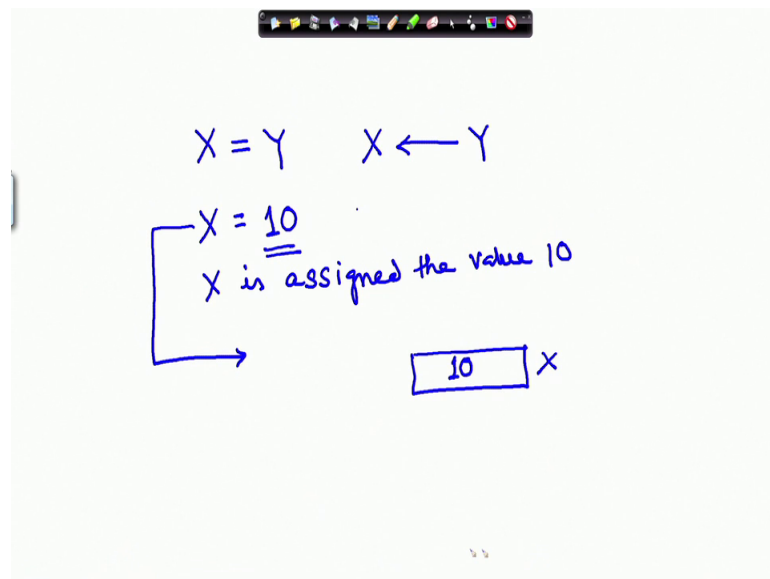 X = Y X ← Y
X = 10
X is assigned the value 10
10 X